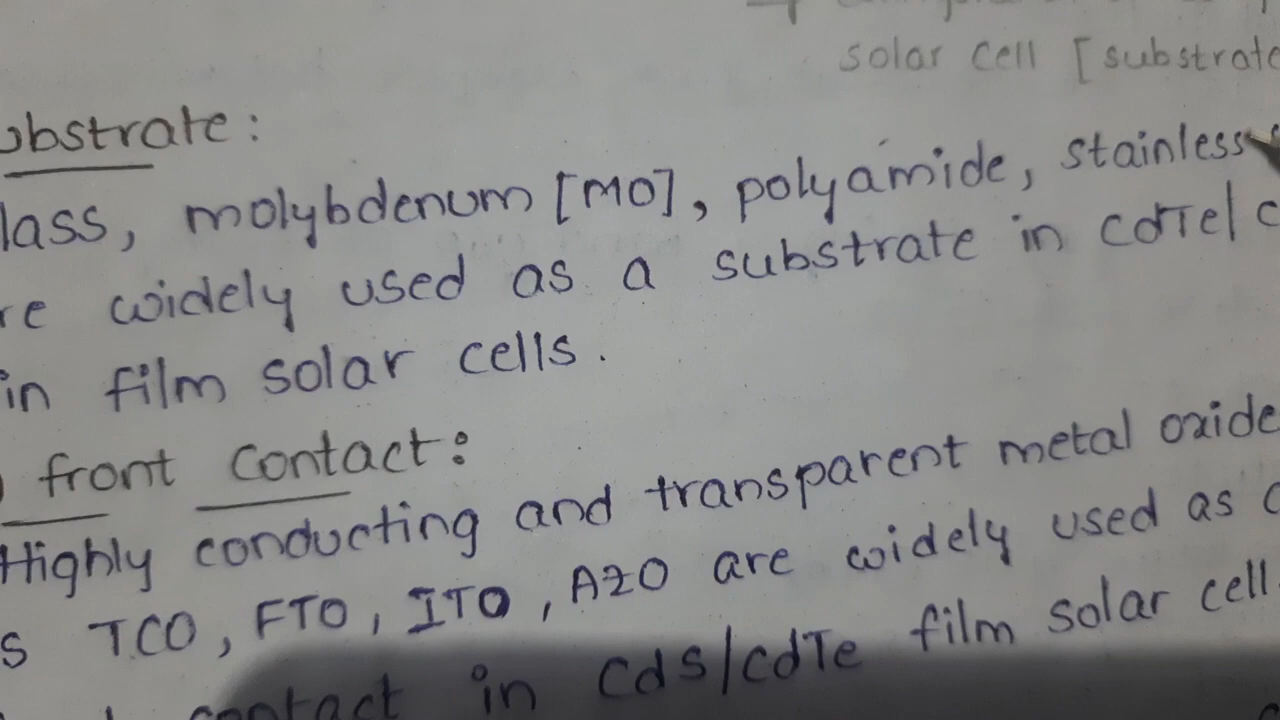 solar cell [substrate
ubstrate:
lass, molybdenum [MO], polyamide, stainless
re widely used as a substrate in cdTe/c
in film solar cells.
front contact:
Highly conducting and transparent metal oxide
s TCO, FTO, ITO, AZO are widely used as
contact in Cds/cdTe film solar cell